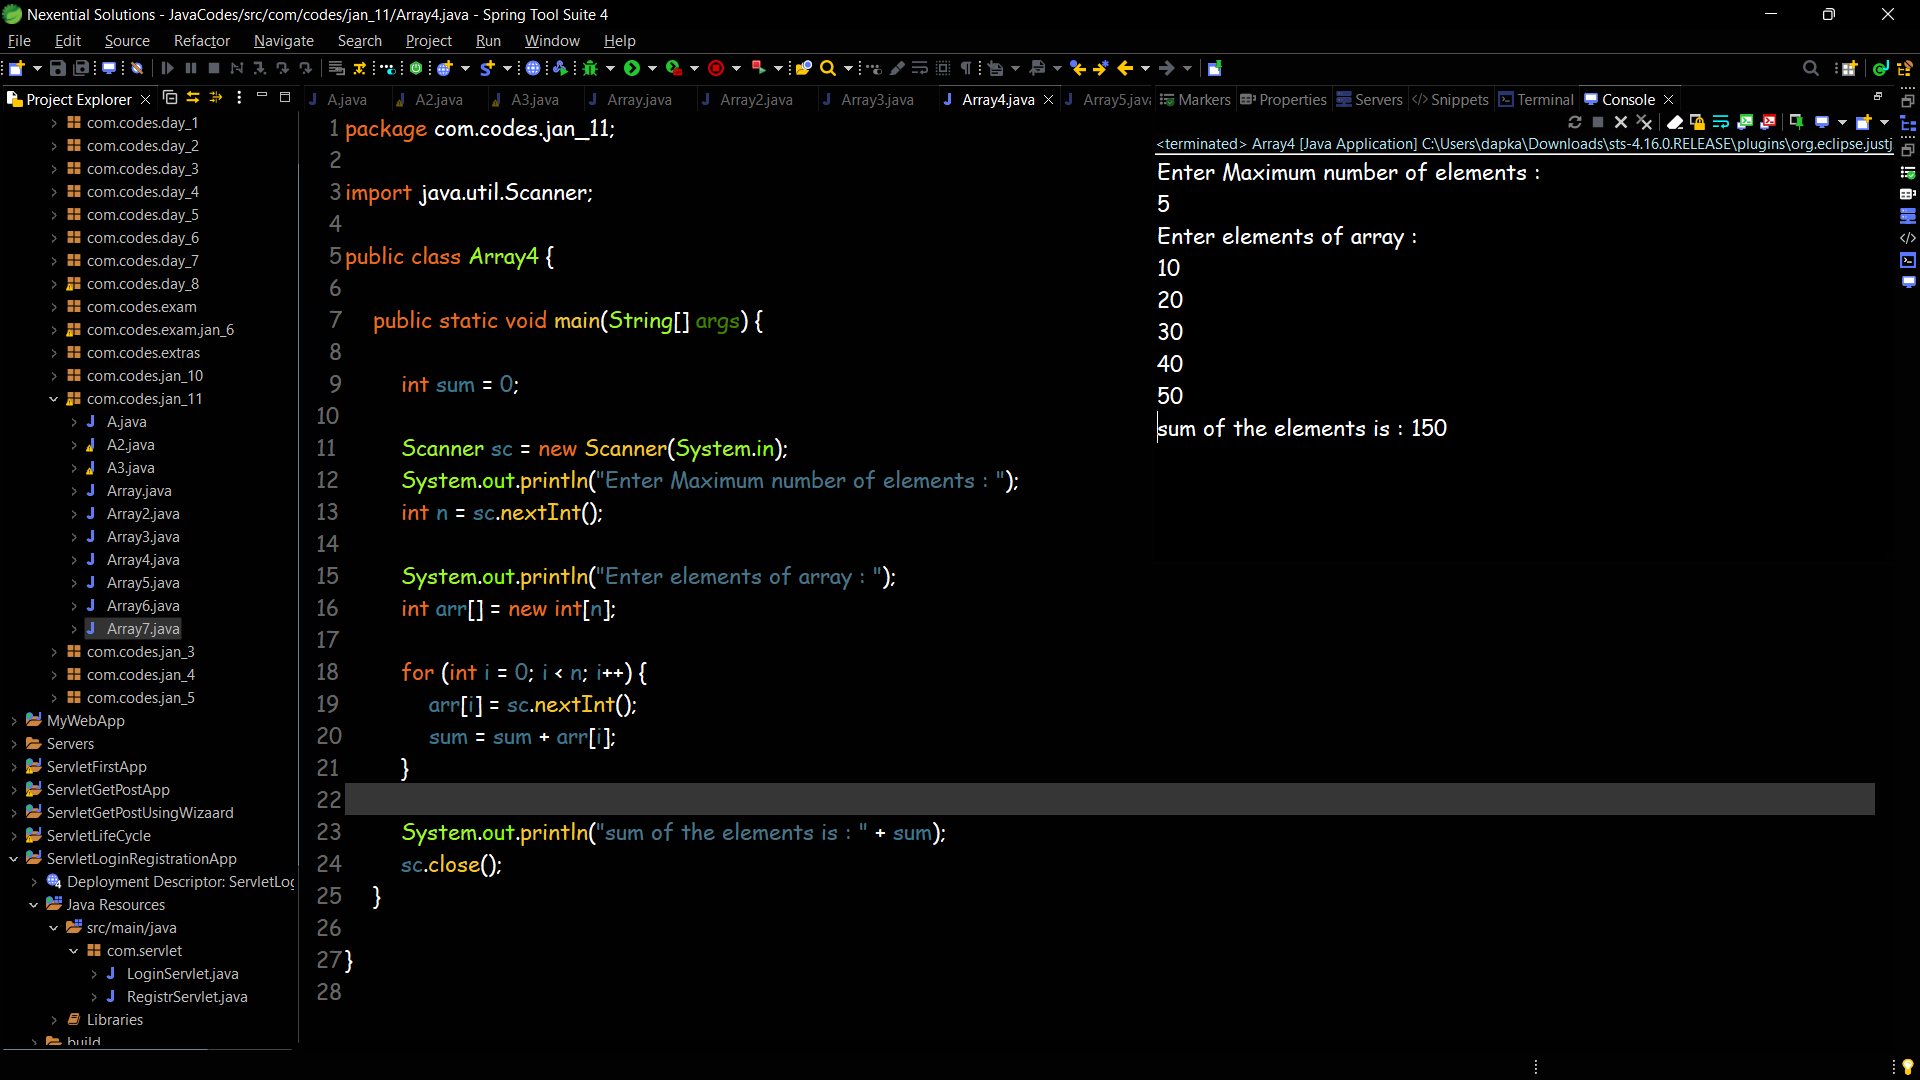 Nexential Solutions - JavaCodes/src/com/codes/jan_11/Array4.java - Spring Tool Suite 4
File Edit Source Refactor Navigate Search Project Run Window Help
Project Explorer
A.java A2.java A3.java Array.java Array2.java Array3.java Array4.java Array5.java
Markers Properties Servers Snippets Terminal Console
com.codes.day_1
com.codes.day_2
com.codes.day_3
com.codes.day_4
com.codes.day_5
com.codes.day_6
com.codes.day_7
com.codes.day_8
com.codes.exam
com.codes.exam.jan_6
com.codes.extras
com.codes.jan_10
com.codes.jan_11
A.java
A2.java
A3.java
Array.java
Array2.java
Array3.java
Array4.java
Array5.java
Array6.java
Array7.java
com.codes.jan_3
com.codes.jan_4
com.codes.jan_5
MyWebApp
Servers
ServletFirstApp
ServletGetPostApp
ServletGetPostUsingWizaard
ServletLifeCycle
ServletLoginRegistrationApp
Deployment Descriptor: ServletLog
Java Resources
src/main/java
com.servlet
LoginServlet.java
RegistrServlet.java
Libraries
build
1 package com.codes.jan_11;
2
3 import java.util.Scanner;
4
5 public class Array4 {
6
7 public static void main(String[] args) {
8
9 int sum = 0;
10
11 Scanner sc = new Scanner(System.in);
12 System.out.println("Enter Maximum number of elements : ");
13 int n = sc.nextInt();
14
15 System.out.println("Enter elements of array : ");
16 int arr[] = new int[n];
17
18 for (int i = 0; i < n; i++) {
19 arr[i] = sc.nextInt();
20 sum = sum + arr[i];
21 }
22
23 System.out.println("sum of the elements is : " + sum);
24 sc.close();
25 }
26
27 }
28
<terminated> Array4 [Java Application] C:\Users\dapka\Downloads\sts-4.16.0.RELEASE\plugins\org.eclipse.justj
Enter Maximum number of elements :
5
Enter elements of array :
10
20
30
40
50
sum of the elements is : 150